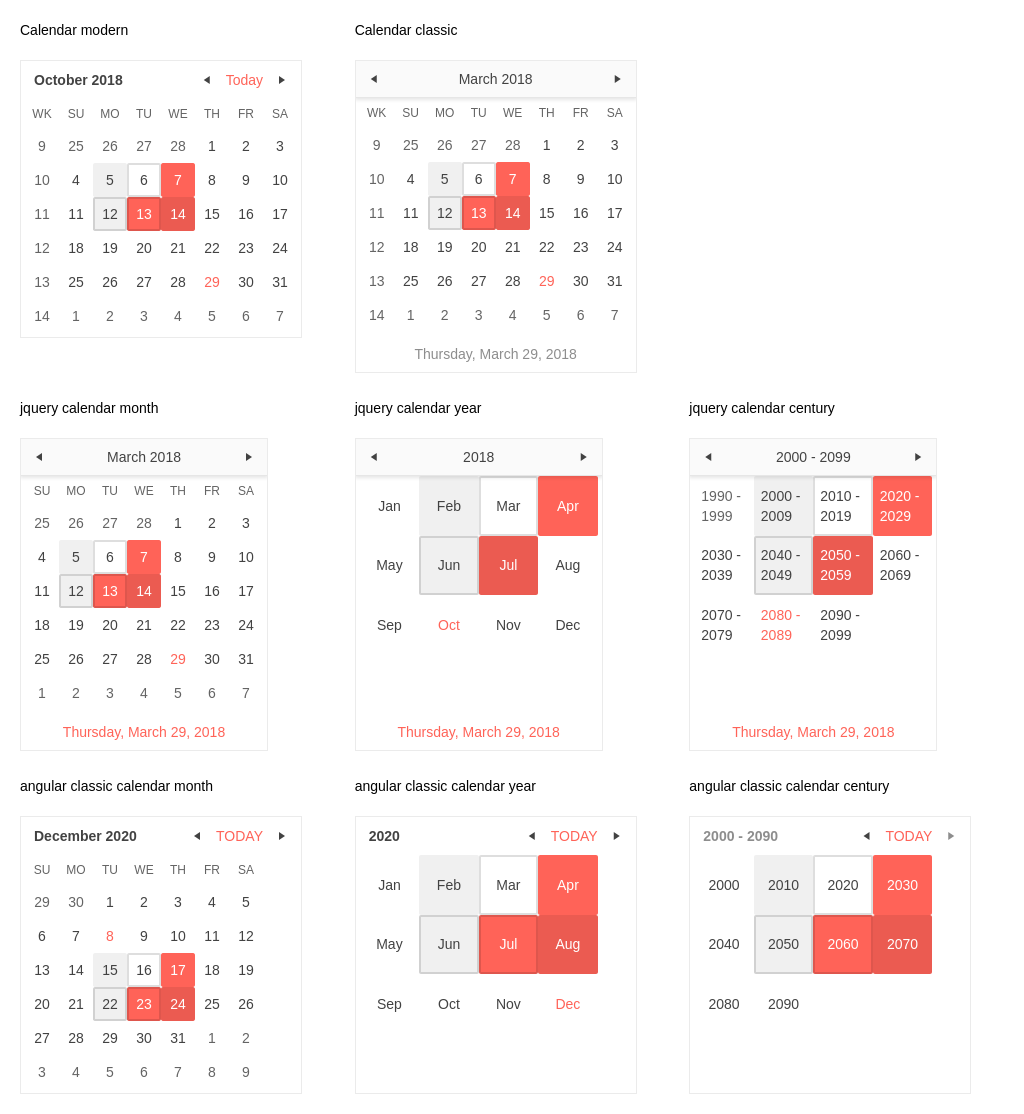 Calendar modern
October 2018 Today
WK SU MO TU WE TH FR SA
9 25 26 27 28 1 2 3
10 4 5 6 7 8 9 10
11 11 12 13 14 15 16 17
12 18 19 20 21 22 23 24
13 25 26 27 28 29 30 31
14 1 2 3 4 5 6 7
Calendar classic
March 2018
WK SU MO TU WE TH FR SA
9 25 26 27 28 1 2 3
10 4 5 6 7 8 9 10
11 11 12 13 14 15 16 17
12 18 19 20 21 22 23 24
13 25 26 27 28 29 30 31
14 1 2 3 4 5 6 7
Thursday, March 29, 2018
jquery calendar month
March 2018
SU MO TU WE TH FR SA
25 26 27 28 1 2 3
4 5 6 7 8 9 10
11 12 13 14 15 16 17
18 19 20 21 22 23 24
25 26 27 28 29 30 31
1 2 3 4 5 6 7
Thursday, March 29, 2018
jquery calendar year
2018
Jan Feb Mar Apr
May Jun Jul Aug
Sep Oct Nov Dec
Thursday, March 29, 2018
jquery calendar century
2000 - 2099
1990 - 2000 - 2010 - 2020 -
1999 2009 2019 2029
2030 - 2040 - 2050 - 2060 -
2039 2049 2059 2069
2070 - 2080 - 2090 -
2079 2089 2099
Thursday, March 29, 2018
angular classic calendar month
December 2020 TODAY
SU MO TU WE TH FR SA
29 30 1 2 3 4 5
6 7 8 9 10 11 12
13 14 15 16 17 18 19
20 21 22 23 24 25 26
27 28 29 30 31 1 2
3 4 5 6 7 8 9
angular classic calendar year
2020 TODAY
Jan Feb Mar Apr
May Jun Jul Aug
Sep Oct Nov Dec
angular classic calendar century
2000 - 2090 TODAY
2000 2010 2020 2030
2040 2050 2060 2070
2080 2090